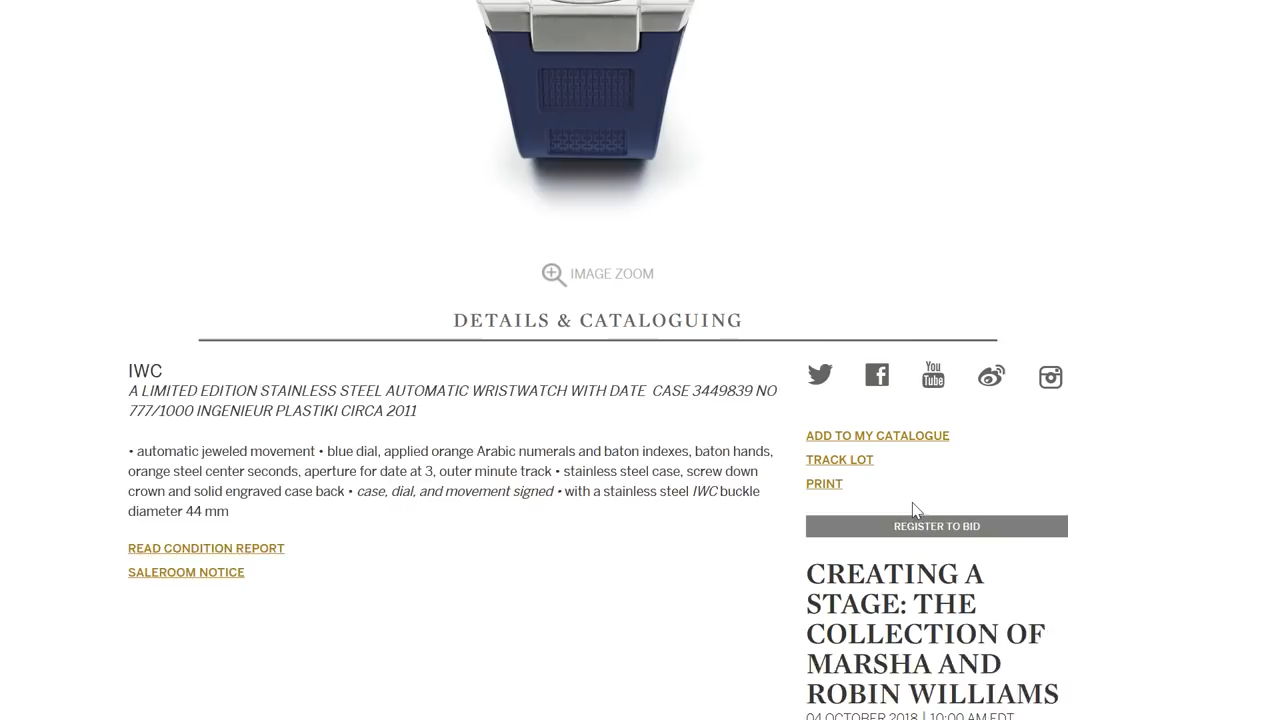 IMAGE ZOOM
DETAILS & CATALOGUING
IWC
A LIMITED EDITION STAINLESS STEEL AUTOMATIC WRISTWATCH WITH DATE CASE 3449839 NO
777/1000 INGENIEUR PLASTIKI CIRCA 2011
• automatic jeweled movement • blue dial, applied orange Arabic numerals and baton indexes, baton hands,
orange steel center seconds, aperture for date at 3, outer minute track • stainless steel case, screw down
crown and solid engraved case back • case, dial, and movement signed • with a stainless steel IWC buckle
diameter 44 mm
READ CONDITION REPORT
SALEROOM NOTICE
You
Tube
ADD TO MY CATALOGUE
TRACK LOT
PRINT
REGISTER TO BID
CREATING A
STAGE: THE
COLLECTION OF
MARSHA AND
ROBIN WILLIAMS
04 OCTOBER 2018 | 10:00 AM EDT